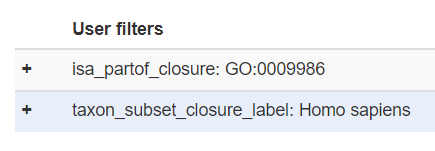 User filters
+ isa_partof_closure: GO:0009986
+ taxon_subset_closure_label: Homo sapiens